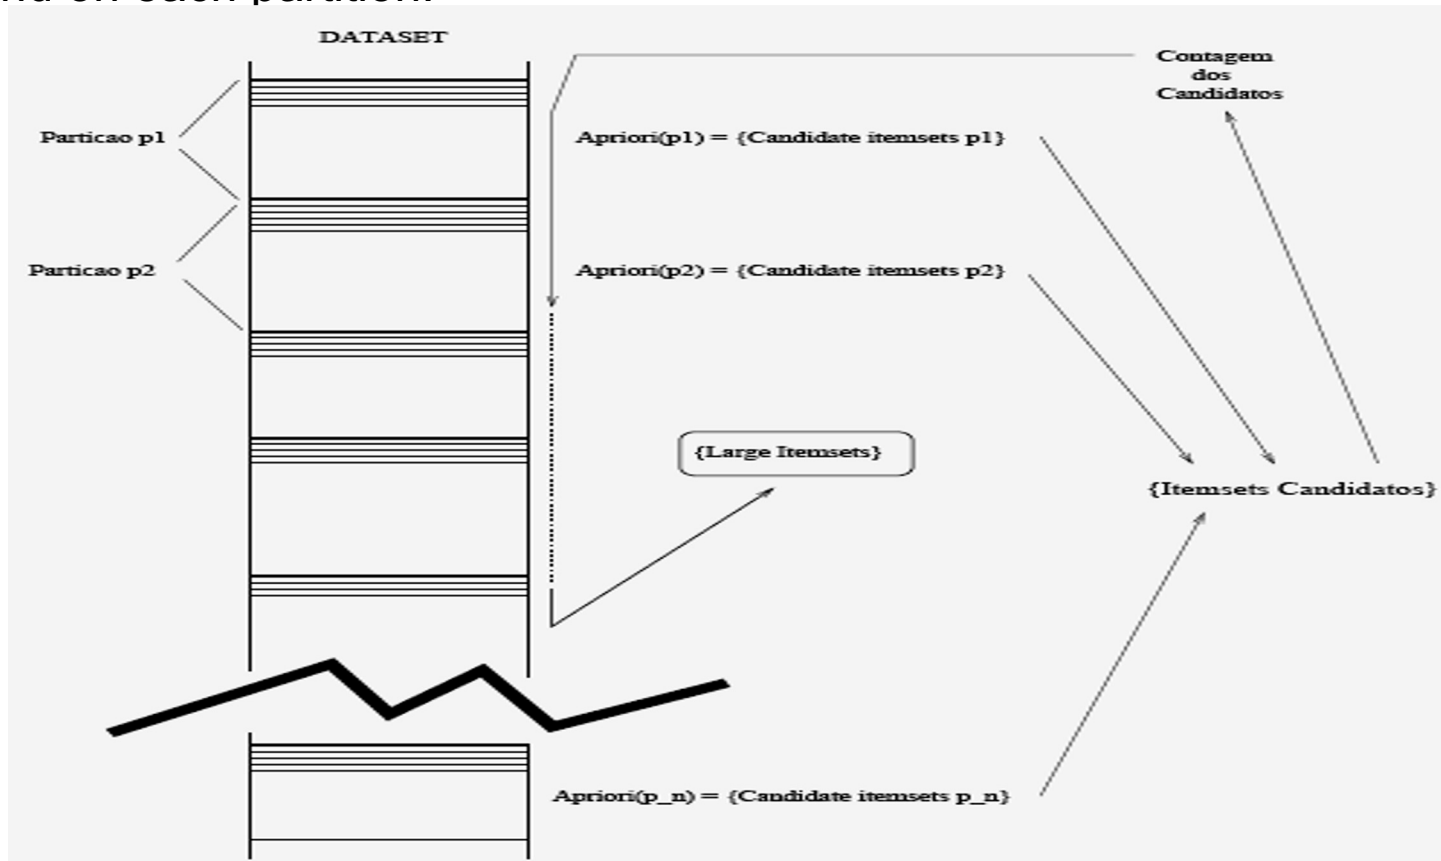 DATASET
Contagem
dos
Candidatos
Particao p1
Apriori(p1) = {Candidate itemsets p1}
Particao p2
Apriori(p2) = {Candidate itemsets p2}
{Large Itemsets}
{Itemsets Candidatos}
Apriori(p_n) = {Candidate itemsets p_n}